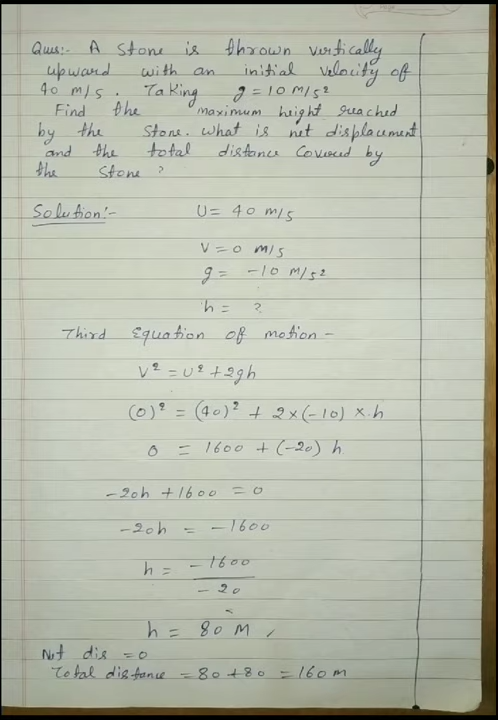 Ques:- A Stone is thrown vertically
upward with an initial velocity of
40 m/s. Taking g = 10 m/s²
Find the maximum height reached
by the Stone. What is net displacement
and the total distance Covered by
the Stone ?
Solution:- U = 40 m/s
V = 0 m/s
g = -10 m/s²
h = ?
Third Equation of motion -
V² = U² + 2gh
(0)² = (40)² + 2×(-10) × h
0 = 1600 + (-20) h
-20h + 1600 = 0
-20h = -1600
h = -1600
-20
h = 80 M
Net dis = 0
Total distance = 80 + 80 = 160 m